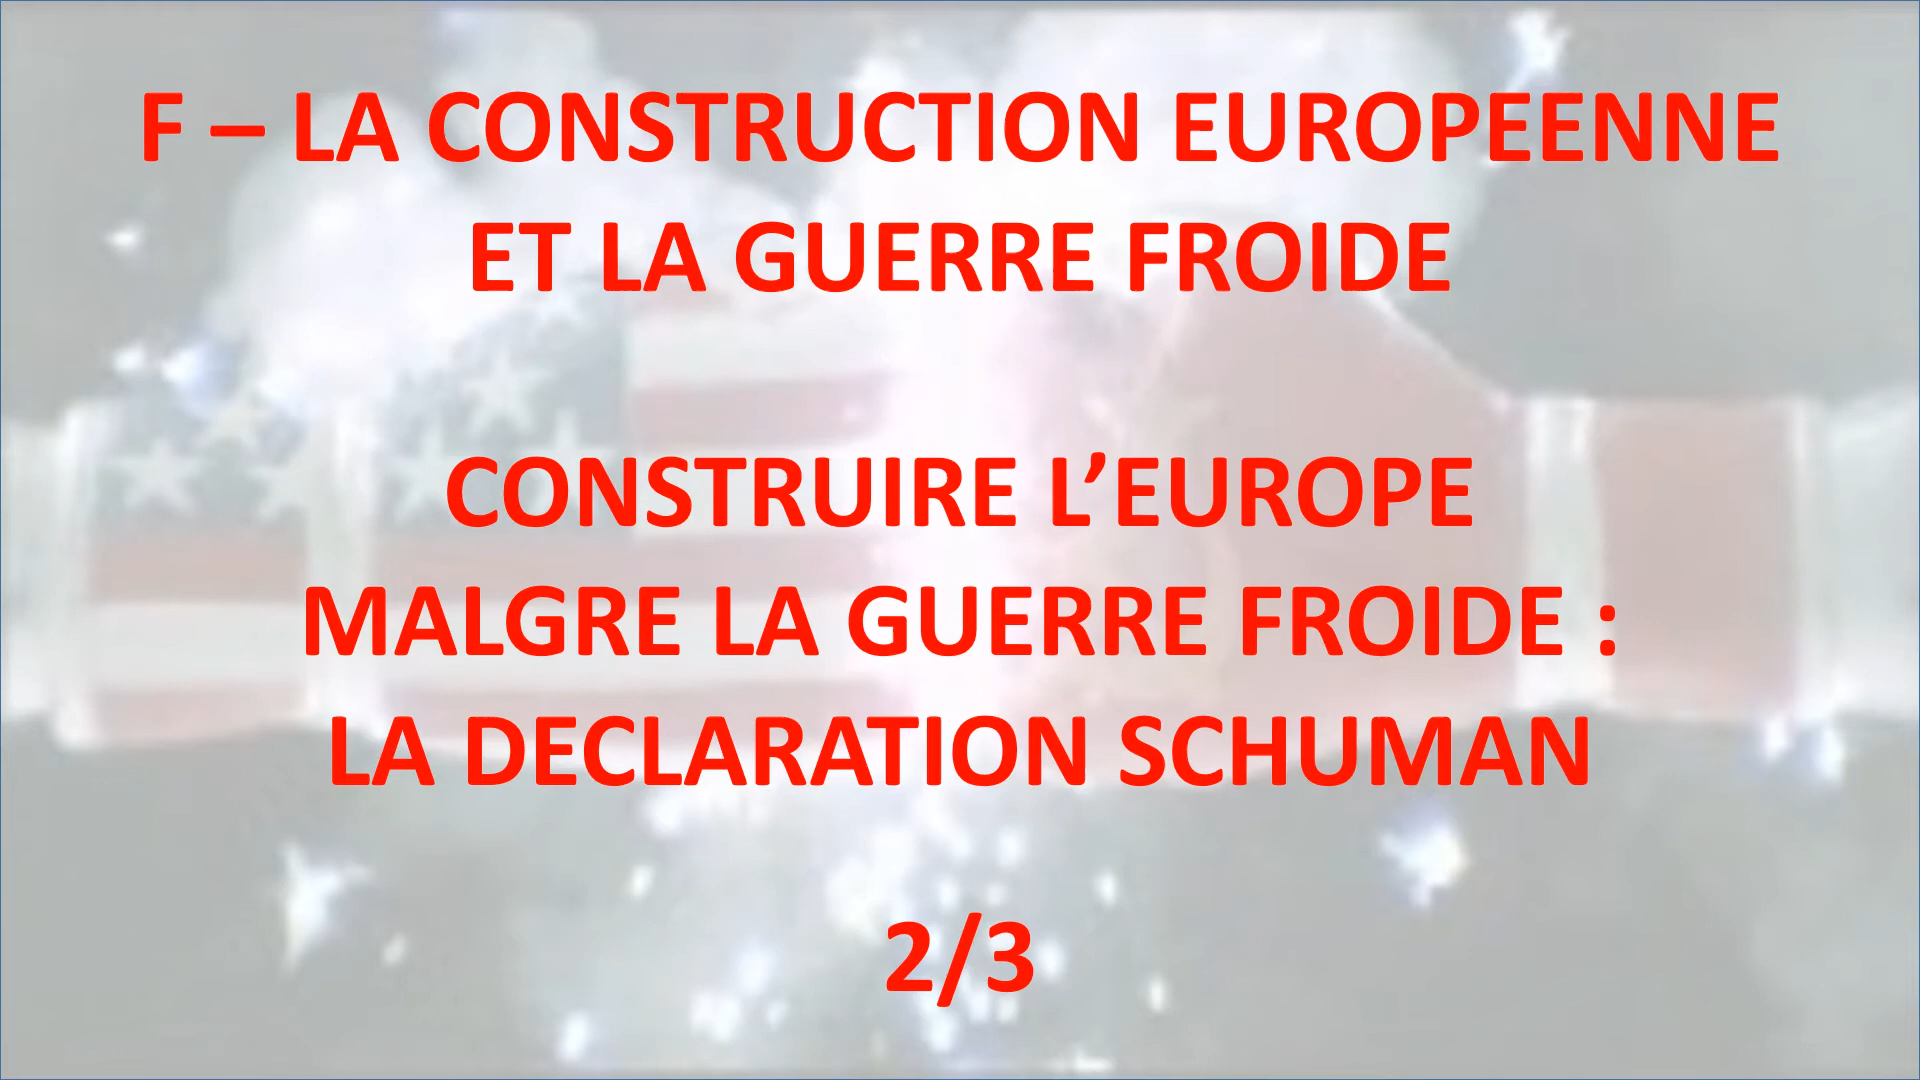 F – LA CONSTRUCTION EUROPEENNE
ET LA GUERRE FROIDE
CONSTRUIRE L’EUROPE
MALGRE LA GUERRE FROIDE :
LA DECLARATION SCHUMAN
2/3